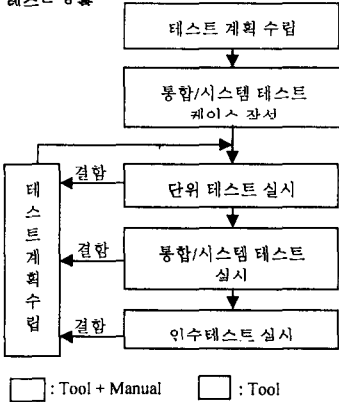 테스트
테스트 계획 수립
통합/시스템 테스트
케이스 작성
단위 테스트 실시
통합/시스템 테스트
실시
인수테스트 실시
테스트계획수립
결함
결함
결함
: Tool + Manual
: Tool